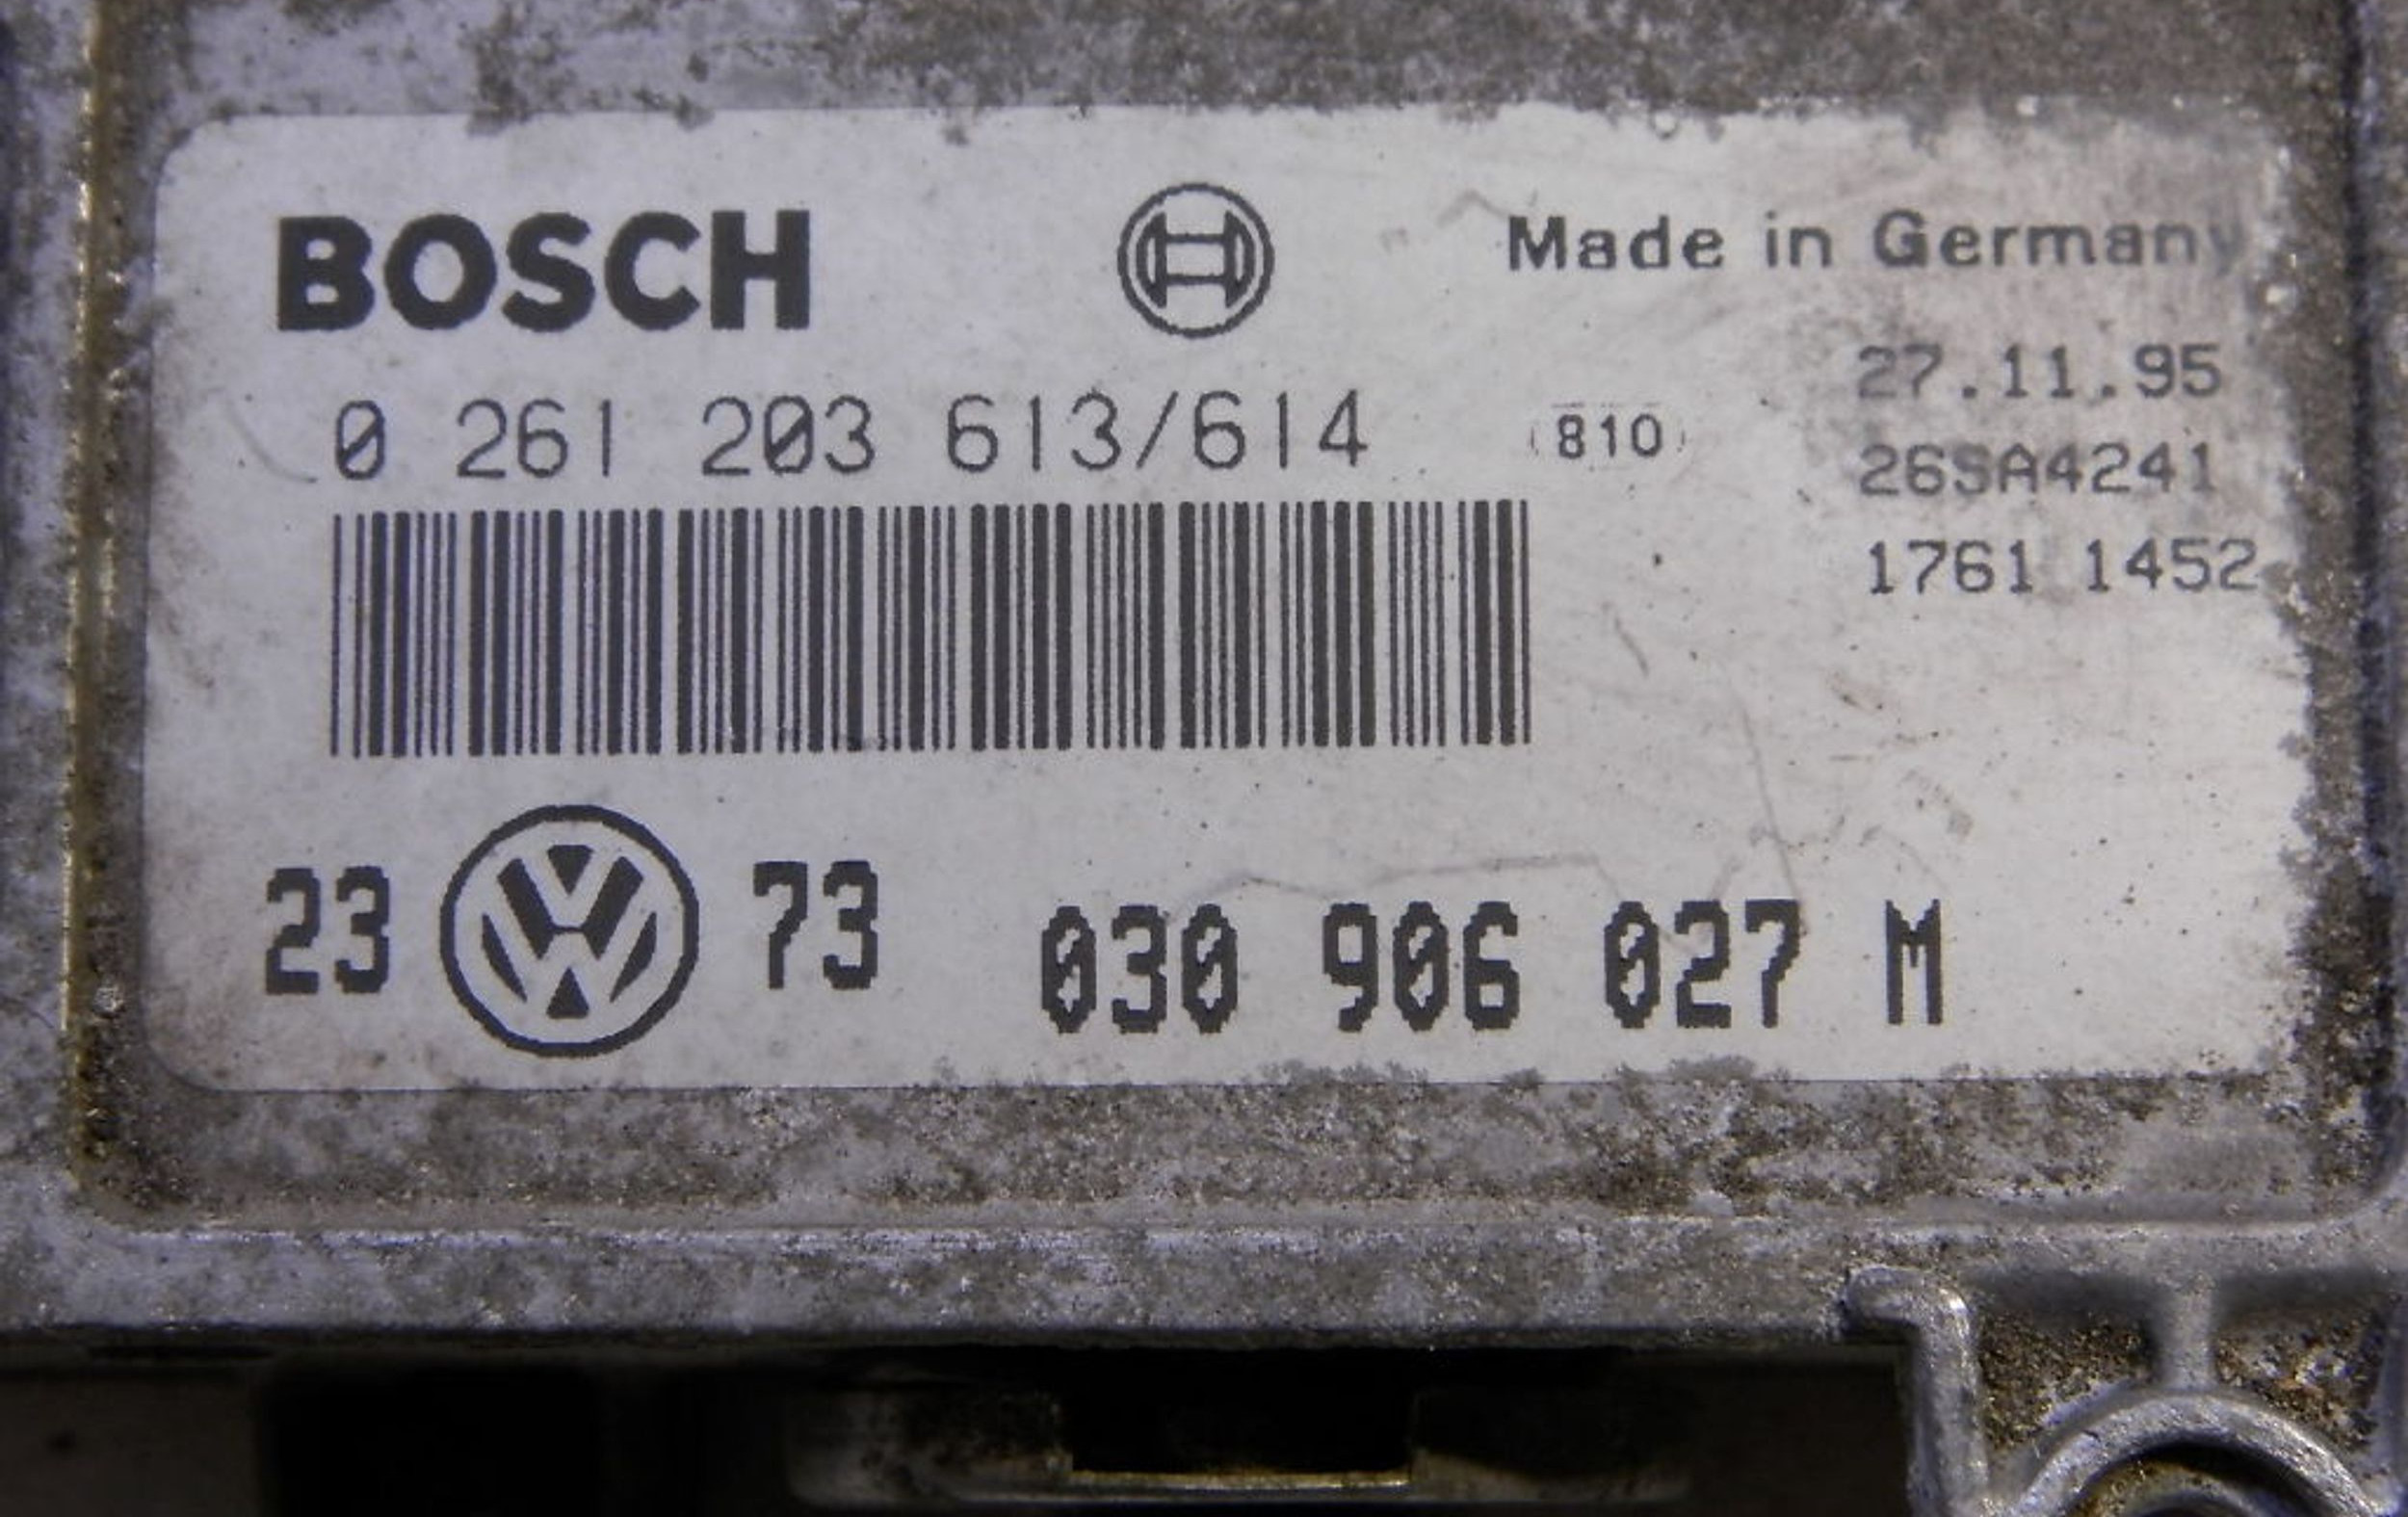 BOSCH
Made in Germany
0 261 203 613/614
810
27.11.95
26SA4241
1761 1452
23 VW 73 030 906 027 M